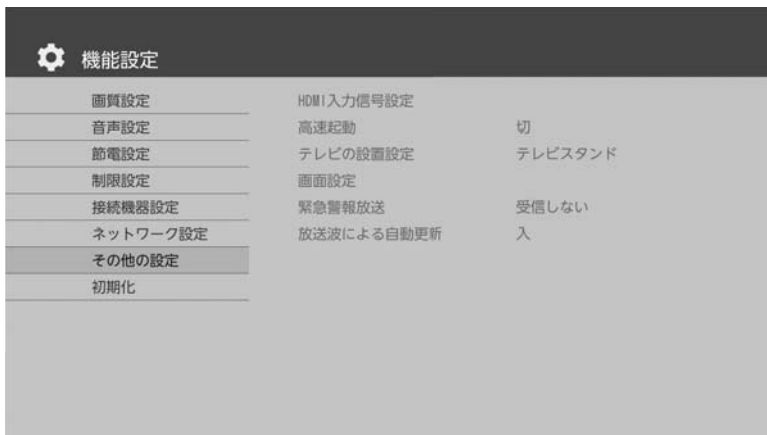 機能設定
画質設定
音声設定
節電設定
制限設定
接続機器設定
ネットワーク設定
その他の設定
初期化
HDMI入力信号設定
高速起動 切
テレビの設置設定 テレビスタンド
画面設定
緊急警報放送 受信しない
放送波による自動更新 入